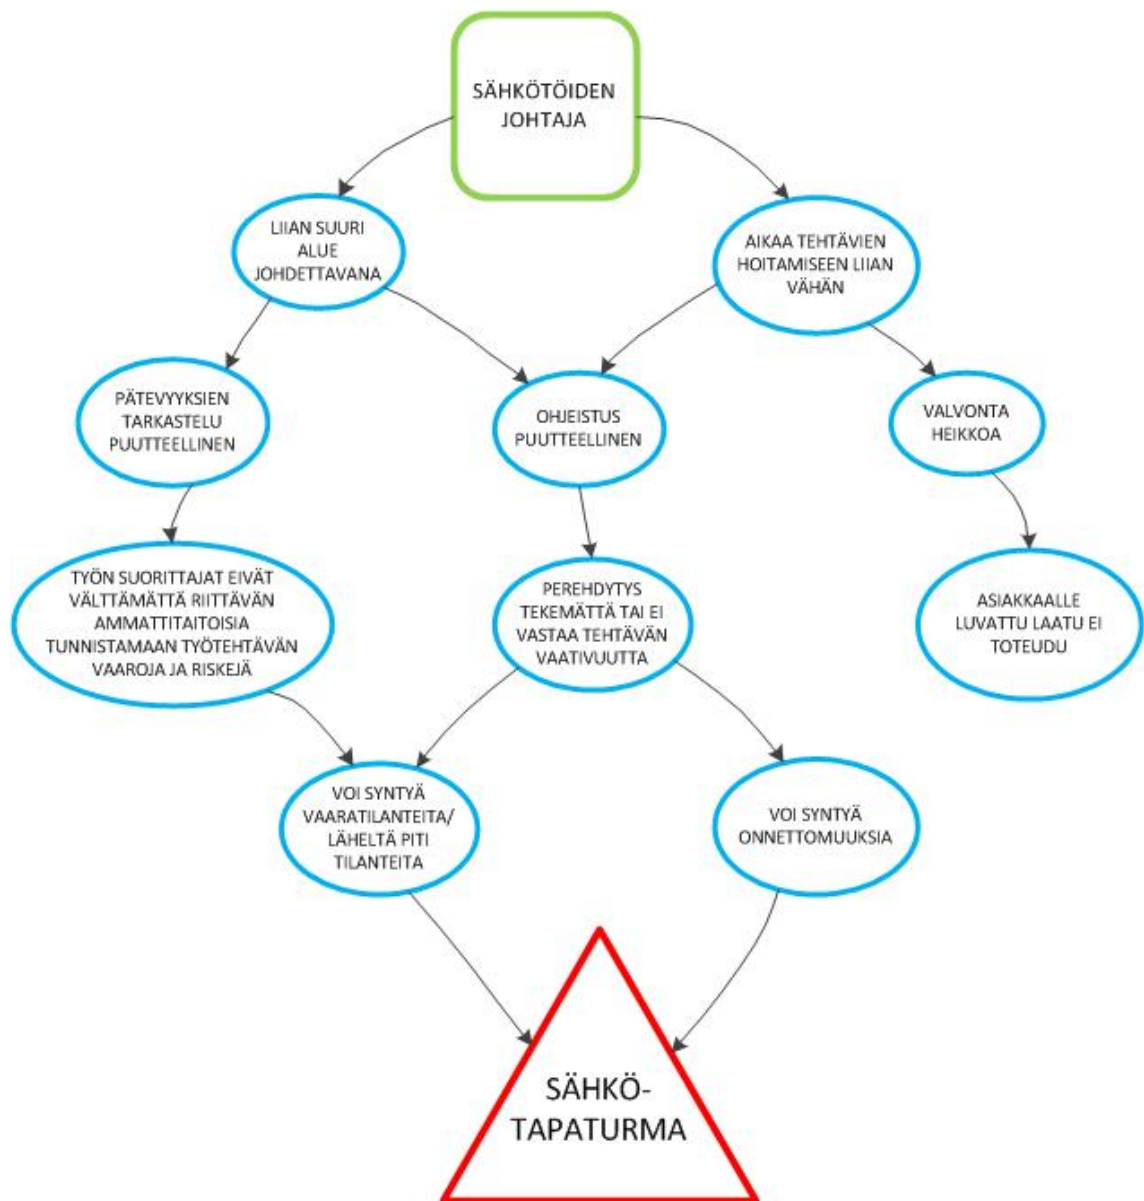 SÄHKÖTÖIDEN
JOHTAJA
LIIAN SUURI
ALUE
JOHDETTAVANA
AIKAA TEHTÄVIEN
HOITAMISEEN LIIAN
VÄHÄN
PÄTEVYYKSIEN
TARKASTELU
PUUTTEELLINEN
OHJEISTUS
PUUTTEELLINEN
VALVONTA
HEIKKOA
TYÖN SUORITTAJAT EIVÄT
VÄLTTÄMÄTTÄ RIITTÄVÄN
AMMATTITAITOISIA
TUNNISTAMAAN TYÖTEHTÄVÄN
VAAROJA JA RISKEJÄ
PEREHDYTYS
TEKEMÄTTÄ TAI EI
VASTAA TEHTÄVÄN
VAATIVUUTTA
ASIAKKAALLE
LUVATTU LAATU EI
TOTEUDU
VOI SYNTYÄ
VAARATILANTEITA/
LÄHELTÄ PITI
TILANTEITA
VOI SYNTYÄ
ONNETTOMUUKSIA
SÄHKÖ-
TAPATURMA